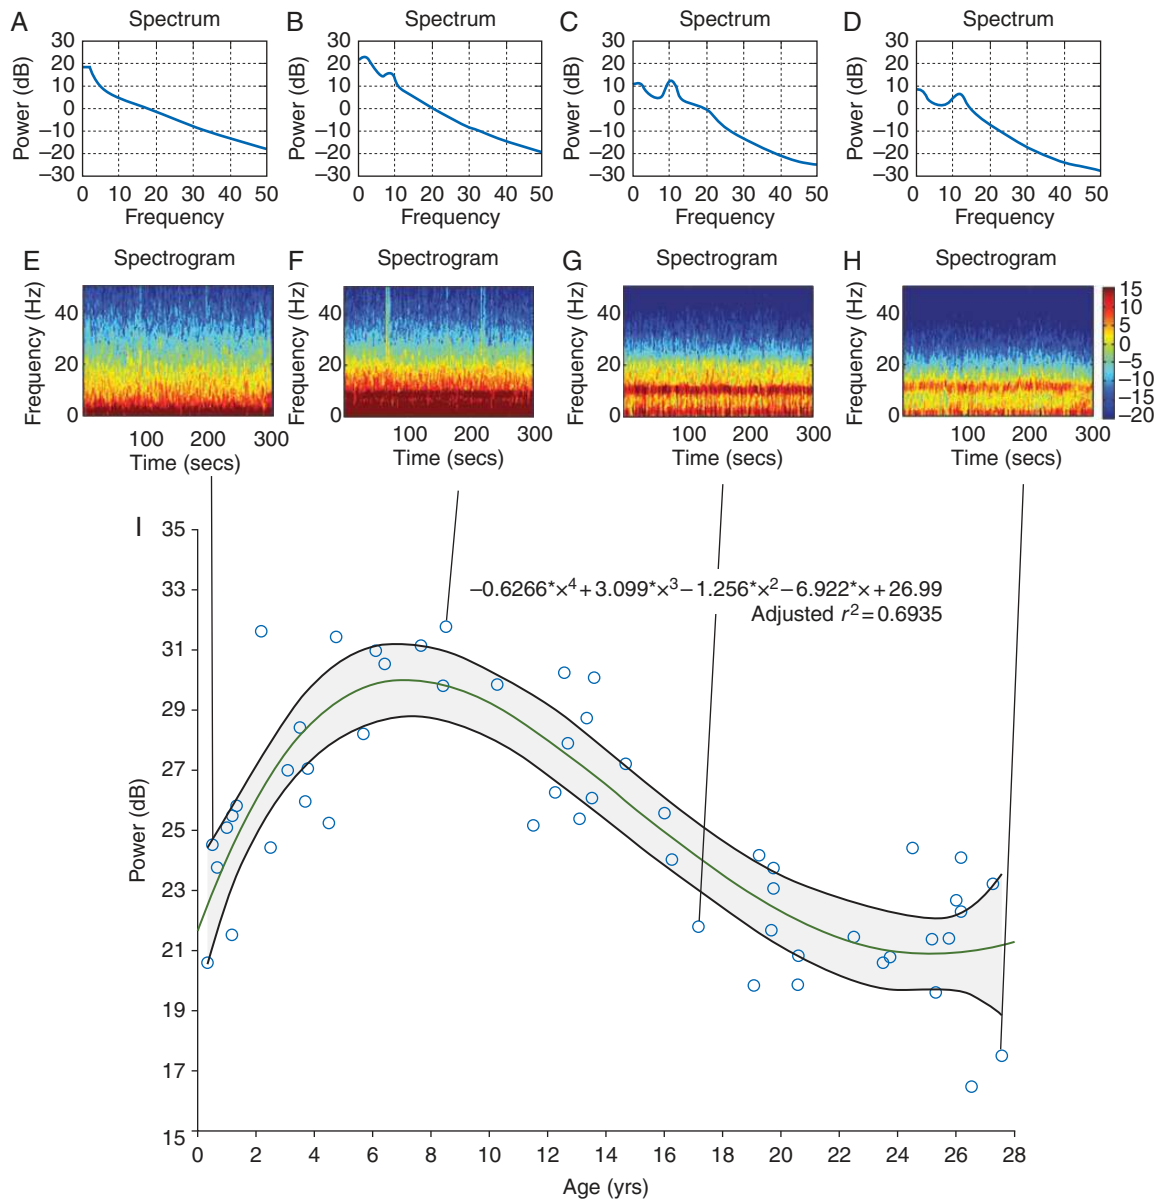 A Spectrum
30
20
10
0
−10
−20
−30
Power (dB)
0 10 20 30 40 50
Frequency
B Spectrum
30
20
10
0
−10
−20
−30
Power (dB)
0 10 20 30 40 50
Frequency
C Spectrum
30
20
10
0
−10
−20
−30
Power (dB)
0 10 20 30 40 50
Frequency
D Spectrum
30
20
10
0
−10
−20
−30
Power (dB)
0 10 20 30 40 50
Frequency
E Spectrogram
Frequency (Hz)
40
20
0
100 200 300
Time (secs)
F Spectrogram
Frequency (Hz)
40
20
0
100 200 300
Time (secs)
G Spectrogram
Frequency (Hz)
40
20
0
100 200 300
Time (secs)
H Spectrogram
Frequency (Hz)
40
20
0
100 200 300
Time (secs)
15
10
5
0
−5
−10
−15
−20
I
35
33
31
29
27
25
23
21
19
17
15
Power (dB)
−0.6266*×⁴+3.099*×³−1.256*×²−6.922*×+26.99
Adjusted r²=0.6935
0 2 4 6 8 10 12 14 16 18 20 22 24 26 28
Age (yrs)